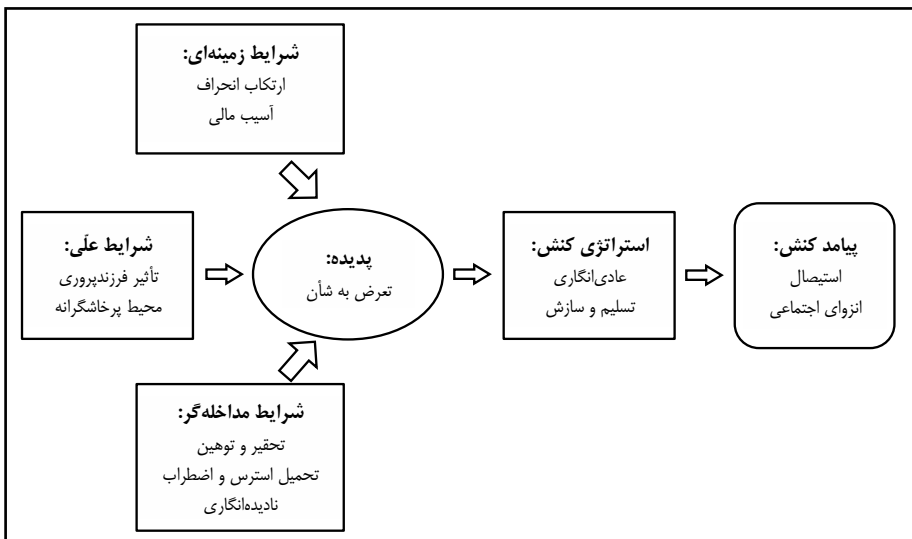 شرایط زمینه‌ای:
ارتکاب انحراف
آسیب مالی
شرایط علّی:
تأثیر فرزندپروری
محیط پرخاشگرانه
پدیده:
تعرض به شأن
استراتژی کنش:
عادی‌انگاری
تسلیم و سازش
پیامد کنش:
استیصال
انزوای اجتماعی
شرایط مداخله‌گر:
تحقیر و توهین
تحمیل استرس و اضطراب
نادیده‌انگاری